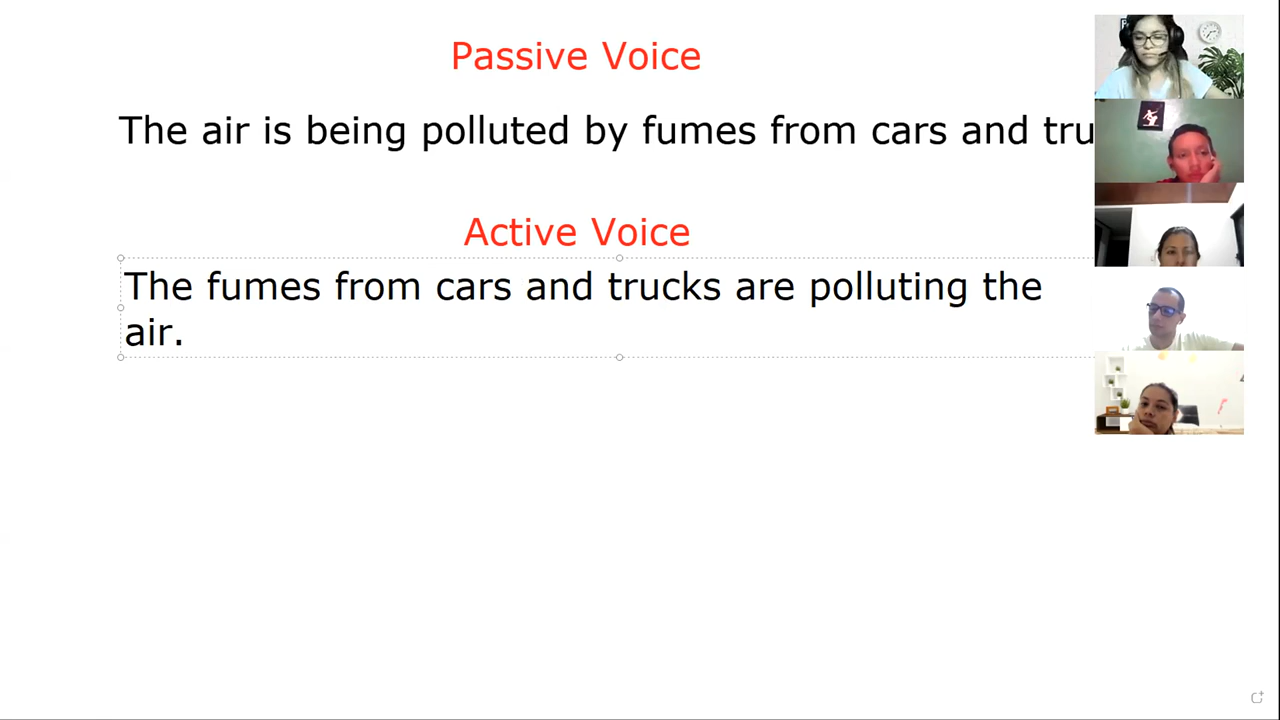 Passive Voice
The air is being polluted by fumes from cars and
Active Voice
The fumes from cars and trucks are polluting the
air.